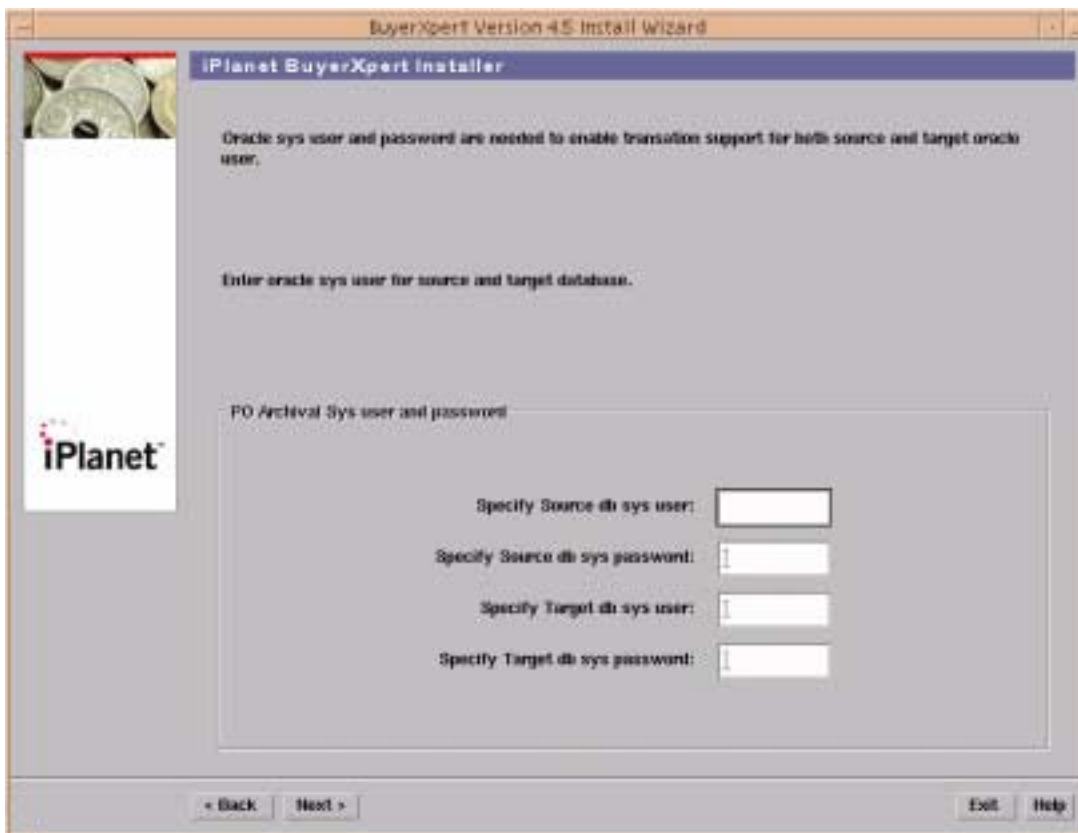 BuyerXpert Version 4.5 Install Wizard
iPlanet BuyerXpert Installer
Oracle sys user and password are needed to enable transation support for both source and target oracle
user.
Enter oracle sys user for source and target database.
PO Archival Sys user and password
iPlanet™
Specify Source db sys user:
Specify Source db sys password:
Specify Target db sys user:
Specify Target db sys password:
< Back
Next >
Exit
Help